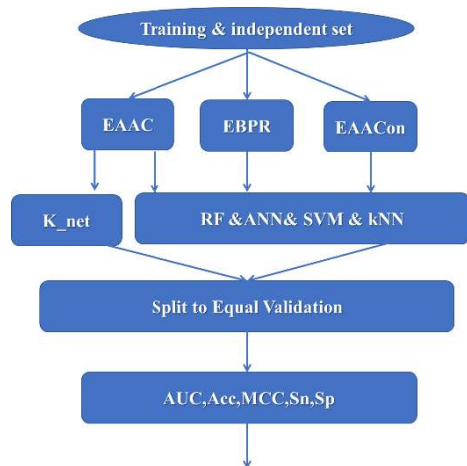 Training & independent set
EAAC
EBPR
EAACon
K_net
RF &ANN& SVM & kNN
Split to Equal Validation
AUC,Acc,MCC,Sn,Sp